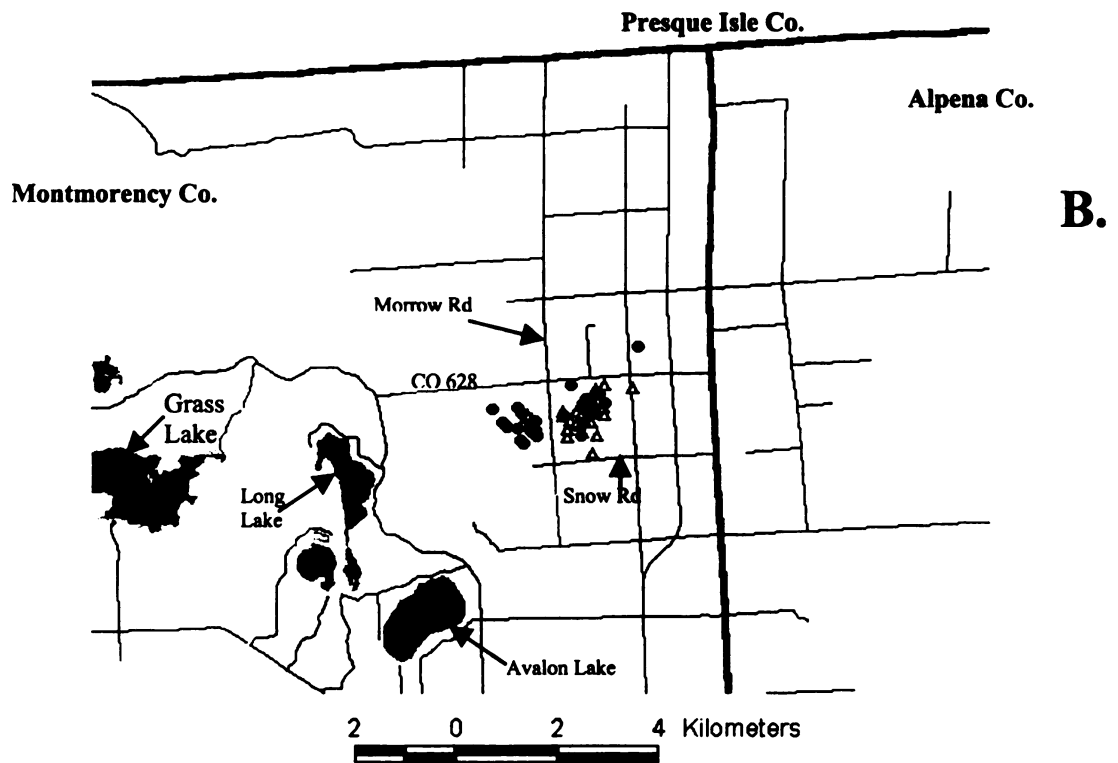 Presque Isle Co.
Alpena Co.
Montmorency Co.
B.
Morrow Rd
CO 628
Grass
Lake
Long
Lake
Snow Rd
Avalon Lake
2 0 2 4 Kilometers